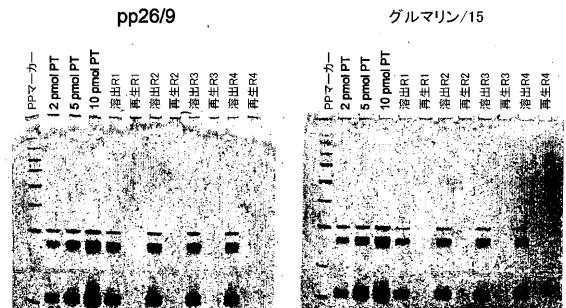 pp26/9
PPマーカー
2 pmol PT
5 pmol PT
10 pmol PT
溶出R1
再生R1
溶出R2
再生R2
溶出R3
再生R3
溶出R4
再生R4
グルマリン/15
PPマーカー
2 pmol PT
5 pmol PT
10 pmol PT
溶出R1
再生R1
溶出R2
再生R2
溶出R3
再生R3
溶出R4
再生R4